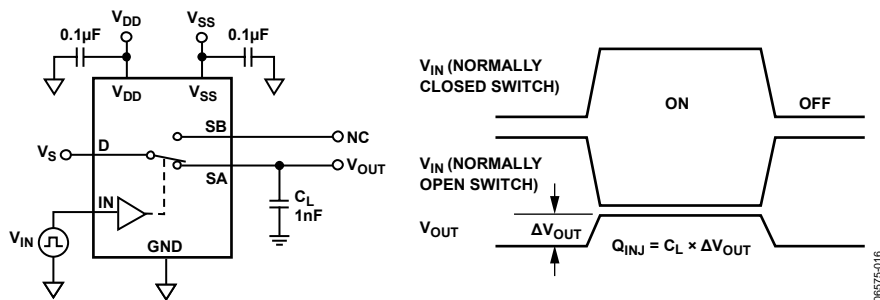 VDD
VSS
0.1µF
0.1µF
VDD
VSS
SB
NC
VS
D
SA
VOUT
IN
CL
1nF
VIN
GND
VIN (NORMALLY
CLOSED SWITCH)
ON
OFF
VIN (NORMALLY
OPEN SWITCH)
VOUT
ΔVOUT
QINJ = CL × ΔVOUT
06575-016